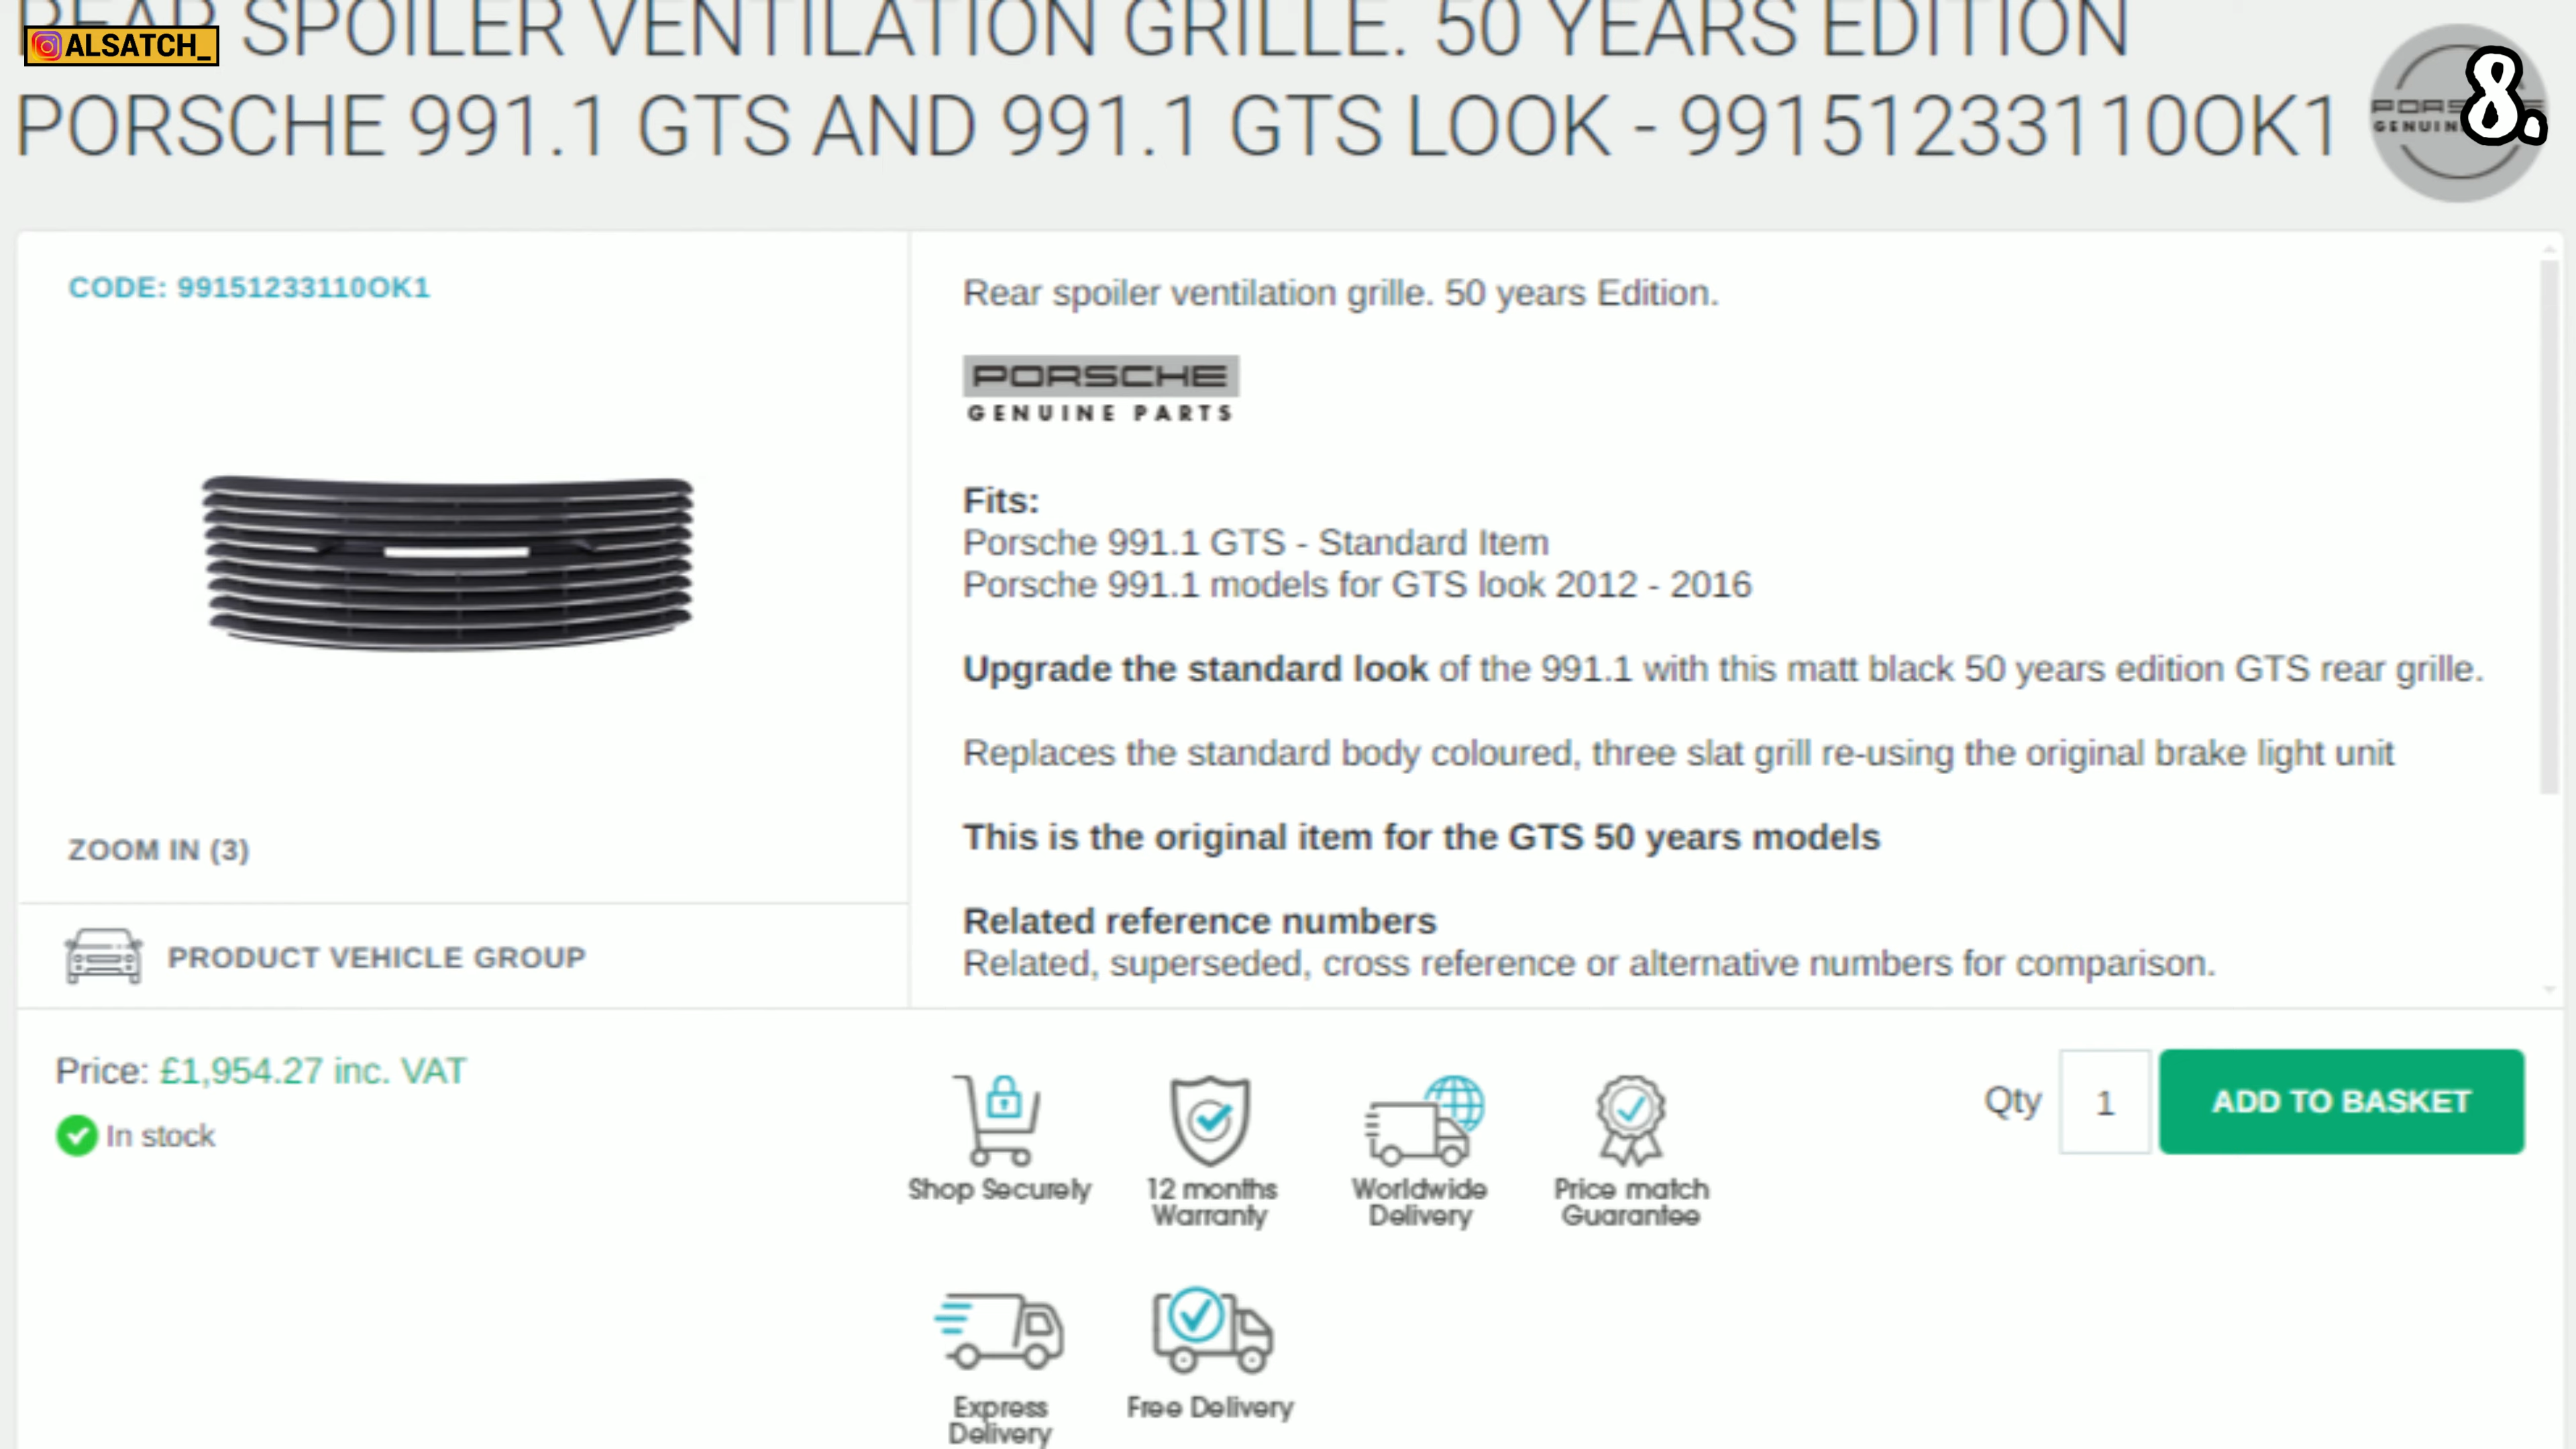 REAR SPOILER VENTILATION GRILLE. 50 YEARS EDITION
ALSATCH_
PORSCHE 991.1 GTS AND 991.1 GTS LOOK - 99151233110OK1
8.
CODE: 99151233110OK1
Rear spoiler ventilation grille. 50 years Edition.
PORSCHE
GENUINE PARTS
Fits:
Porsche 991.1 GTS - Standard Item
Porsche 991.1 models for GTS look 2012 - 2016
Upgrade the standard look of the 991.1 with this matt black 50 years edition GTS rear grille.
Replaces the standard body coloured, three slat grill re-using the original brake light unit
This is the original item for the GTS 50 years models
ZOOM IN (3)
Related reference numbers
Related, superseded, cross reference or alternative numbers for comparison.
PRODUCT VEHICLE GROUP
Price: £1,954.27 inc. VAT
In stock
Shop Securely
12 months
Warranty
Worldwide
Delivery
Price match
Guarantee
Qty 1 ADD TO BASKET
Express
Delivery
Free Delivery